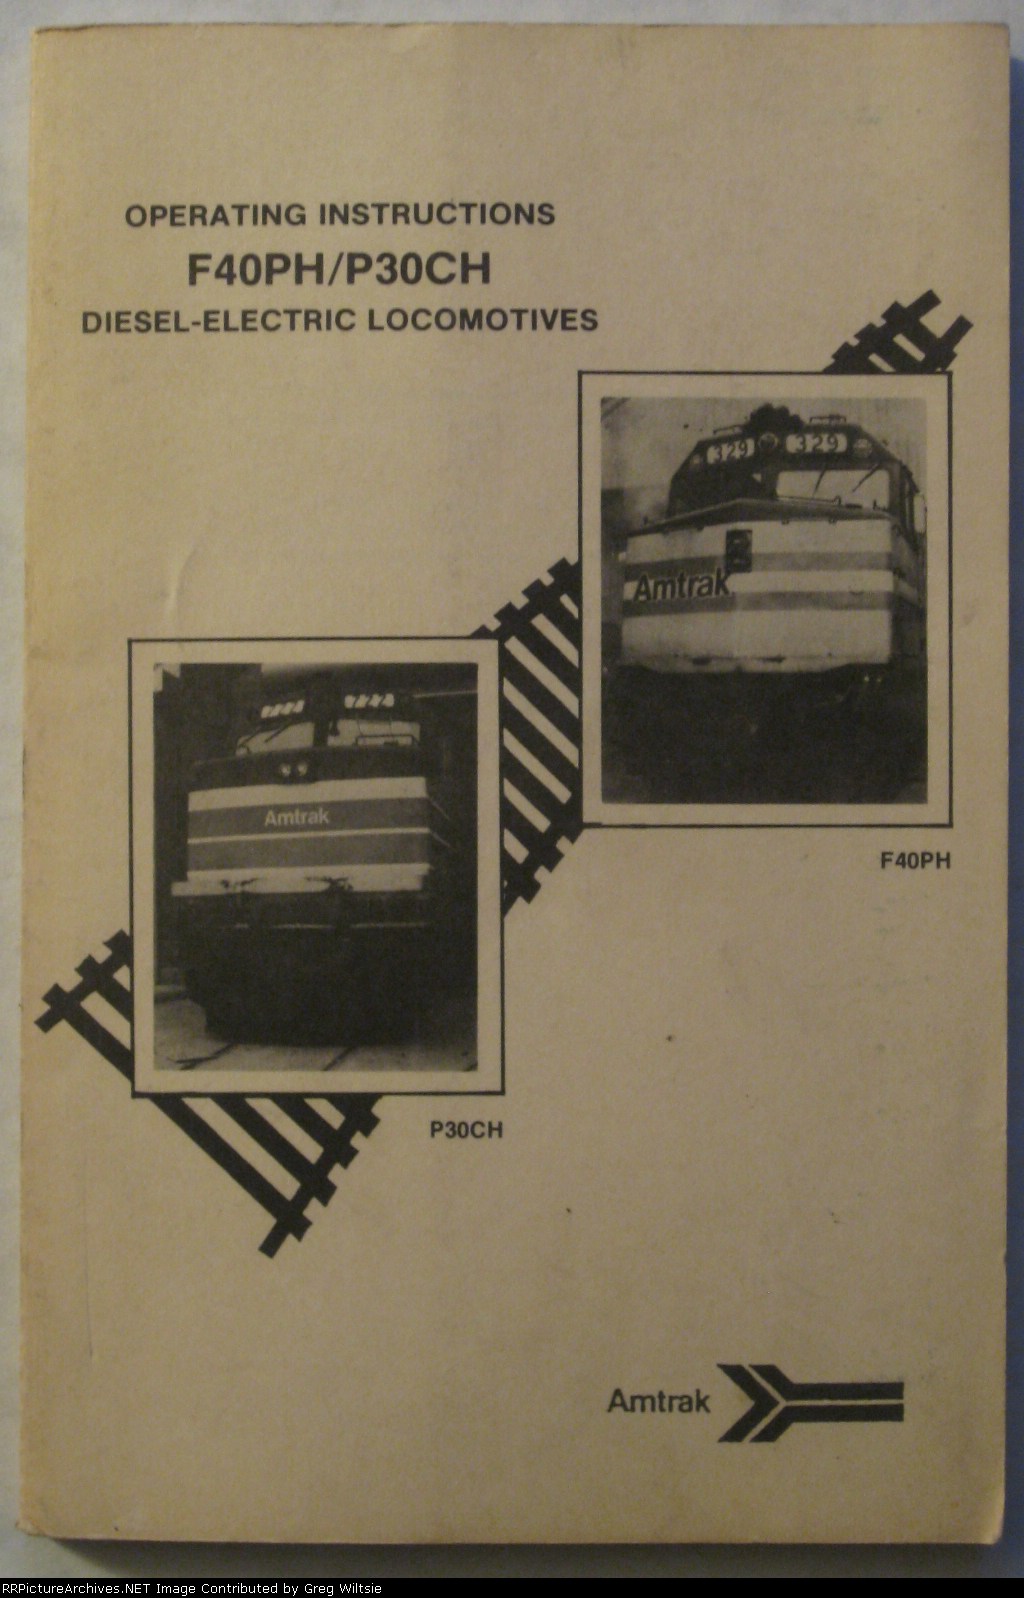 OPERATING INSTRUCTIONS
F40PH/P30CH
DIESEL-ELECTRIC LOCOMOTIVES
329 329
Amtrak
F40PH
Amtrak
P30CH
Amtrak
RRPictureArchives.NET Image Contributed by Greg Wiltsie